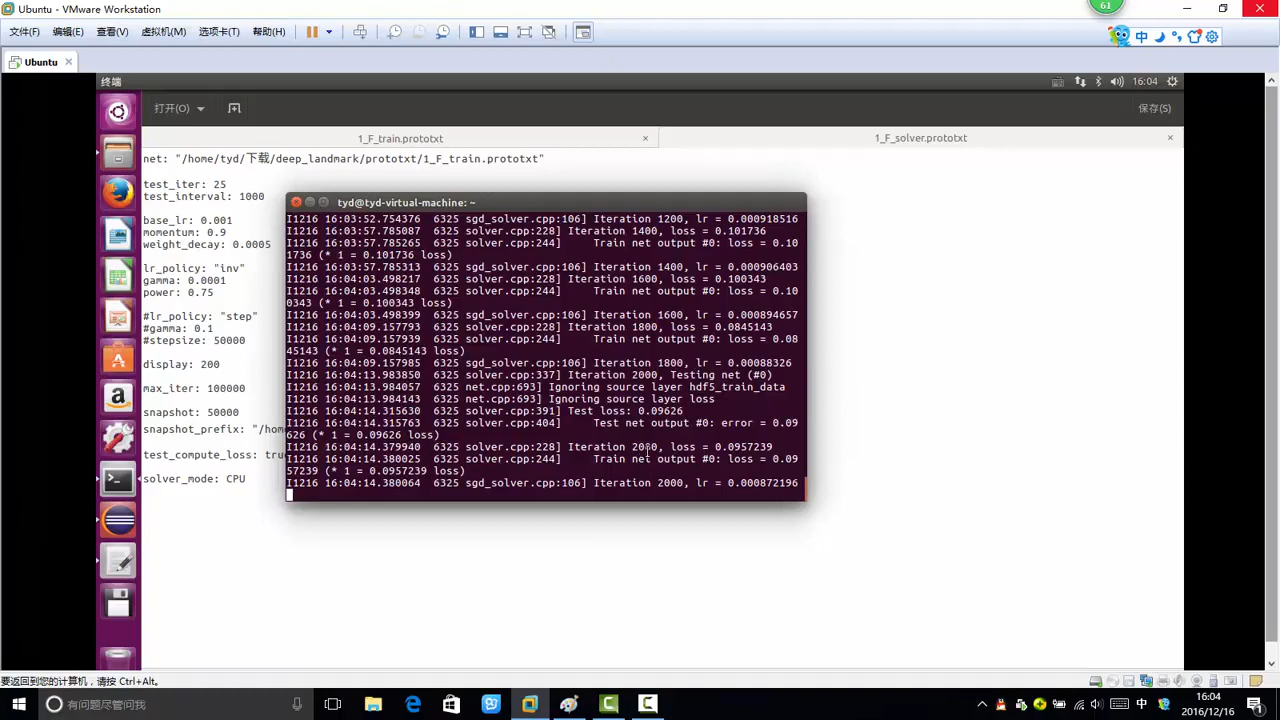 Ubuntu - VMware Workstation
61
文件(F) 编辑(E) 查看(V) 虚拟机(M) 选项卡(T) 帮助(H)
中
Ubuntu
终端
16:04
打开(O)
保存(S)
1_F_train.prototxt
1_F_solver.prototxt
net: "/home/tyd/下载/deep_landmark/prototxt/1_F_train.prototxt"
test_iter: 25
test_interval: 1000
base_lr: 0.001
momentum: 0.9
weight_decay: 0.0005
lr_policy: "inv"
gamma: 0.0001
power: 0.75
#lr_policy: "step"
#gamma: 0.1
#stepsize: 50000
display: 200
max_iter: 100000
snapshot: 50000
snapshot_prefix: "/hom
test_compute_loss: tru
solver_mode: CPU
tyd@tyd-virtual-machine: ~
I1216 16:03:52.754376  6325 sgd_solver.cpp:106] Iteration 1200, lr = 0.000918516
I1216 16:03:57.785087  6325 solver.cpp:228] Iteration 1400, loss = 0.101736
I1216 16:03:57.785265  6325 solver.cpp:244]     Train net output #0: loss = 0.10
1736 (* 1 = 0.101736 loss)
I1216 16:03:57.785313  6325 sgd_solver.cpp:106] Iteration 1400, lr = 0.000906403
I1216 16:04:03.498217  6325 solver.cpp:228] Iteration 1600, loss = 0.100343
I1216 16:04:03.498348  6325 solver.cpp:244]     Train net output #0: loss = 0.10
0343 (* 1 = 0.100343 loss)
I1216 16:04:03.498399  6325 sgd_solver.cpp:106] Iteration 1600, lr = 0.000894657
I1216 16:04:09.157793  6325 solver.cpp:228] Iteration 1800, loss = 0.0845143
I1216 16:04:09.157939  6325 solver.cpp:244]     Train net output #0: loss = 0.08
45143 (* 1 = 0.0845143 loss)
I1216 16:04:09.157985  6325 sgd_solver.cpp:106] Iteration 1800, lr = 0.00088326
I1216 16:04:13.983850  6325 solver.cpp:337] Iteration 2000, Testing net (#0)
I1216 16:04:13.984057  6325 net.cpp:693] Ignoring source layer hdf5_train_data
I1216 16:04:13.984143  6325 net.cpp:693] Ignoring source layer loss
I1216 16:04:14.315630  6325 solver.cpp:391] Test loss: 0.09626
I1216 16:04:14.315763  6325 solver.cpp:404]     Test net output #0: error = 0.09
626 (* 1 = 0.09626 loss)
I1216 16:04:14.379940  6325 solver.cpp:228] Iteration 2000, loss = 0.0957239
I1216 16:04:14.380025  6325 solver.cpp:244]     Train net output #0: loss = 0.09
57239 (* 1 = 0.0957239 loss)
I1216 16:04:14.380064  6325 sgd_solver.cpp:106] Iteration 2000, lr = 0.000872196
要返回到您的计算机，请按 Ctrl+Alt。
有问题尽管问我
16:04
2016/12/16